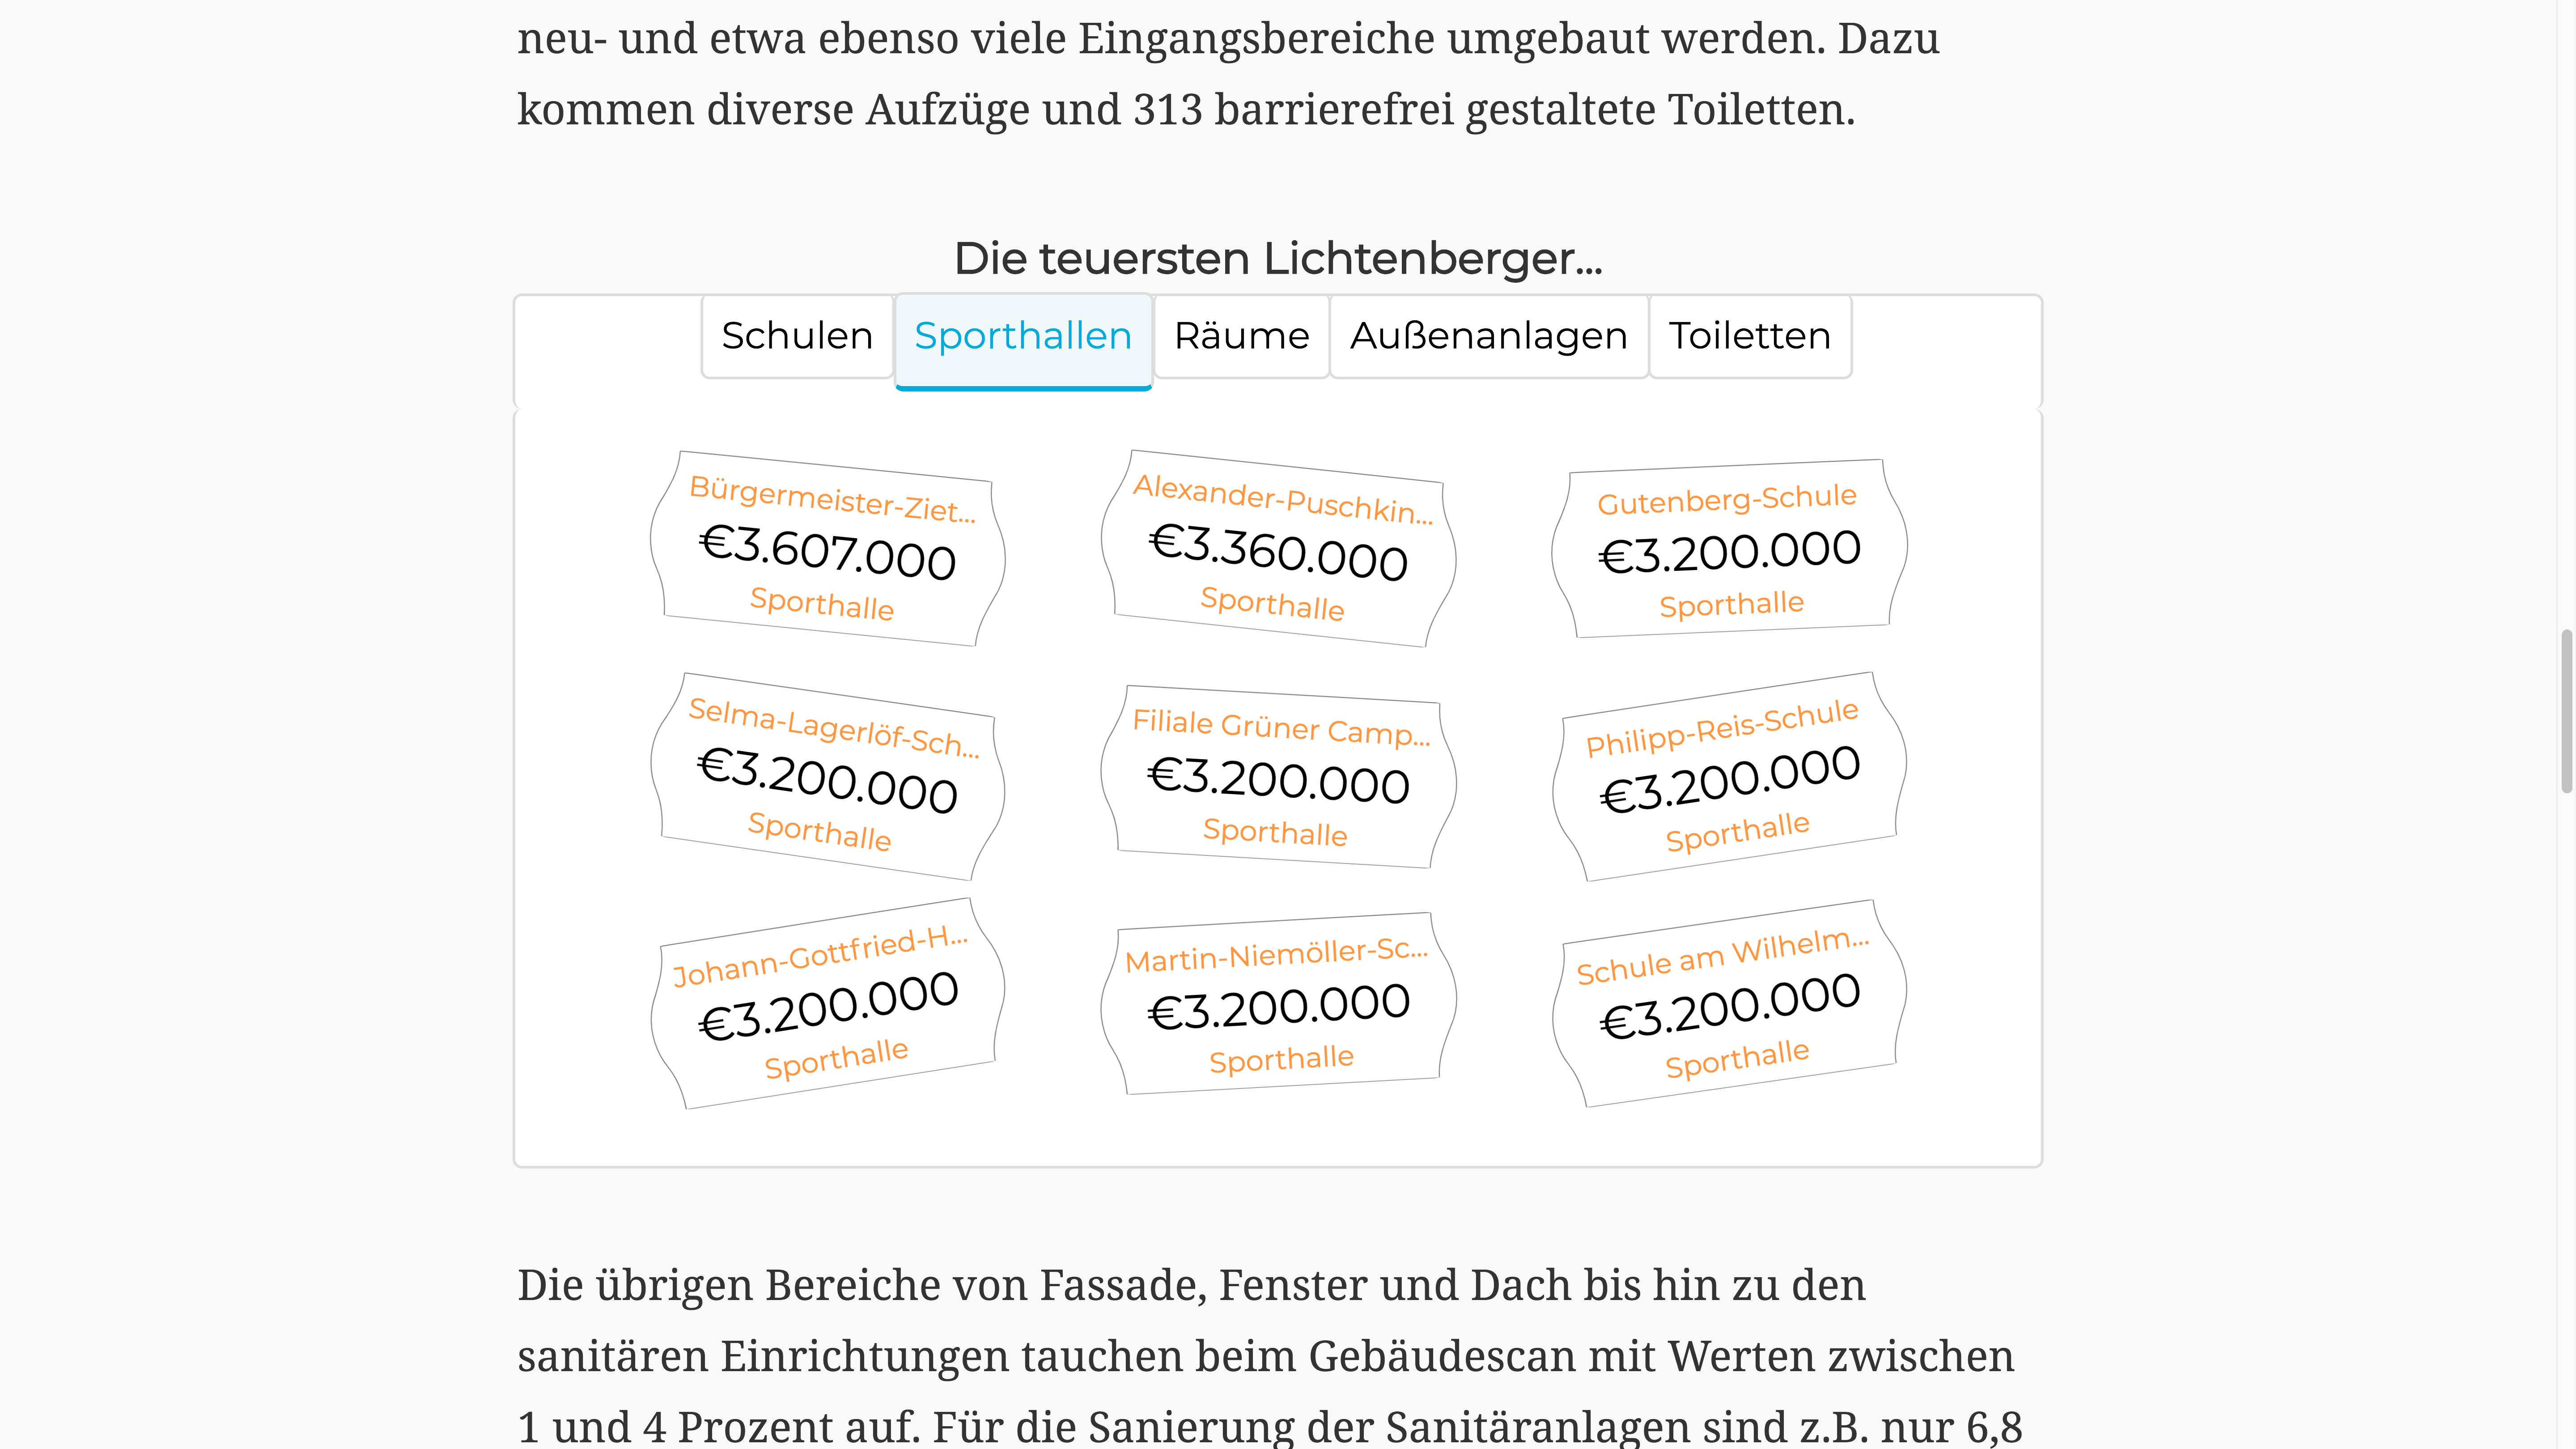 neu- und etwa ebenso viele Eingangsbereiche umgebaut werden. Dazu
kommen diverse Aufzüge und 313 barrierefrei gestaltete Toiletten.
Die teuersten Lichtenberger...
Schulen
Sporthallen
Räume
Außenanlagen
Toiletten
Bürgermeister-Ziet...
€3.607.000
Sporthalle
Alexander-Puschkin...
€3.360.000
Sporthalle
Gutenberg-Schule
€3.200.000
Sporthalle
Selma-Lagerlöf-Sch...
€3.200.000
Sporthalle
Filiale Grüner Camp...
€3.200.000
Sporthalle
Philipp-Reis-Schule
€3.200.000
Sporthalle
Johann-Gottfried-H...
€3.200.000
Sporthalle
Martin-Niemöller-Sc...
€3.200.000
Sporthalle
Schule am Wilhelm...
€3.200.000
Sporthalle
Die übrigen Bereiche von Fassade, Fenster und Dach bis hin zu den
sanitären Einrichtungen tauchen beim Gebäudescan mit Werten zwischen
1 und 4 Prozent auf. Für die Sanierung der Sanitäranlagen sind z.B. nur 6,8